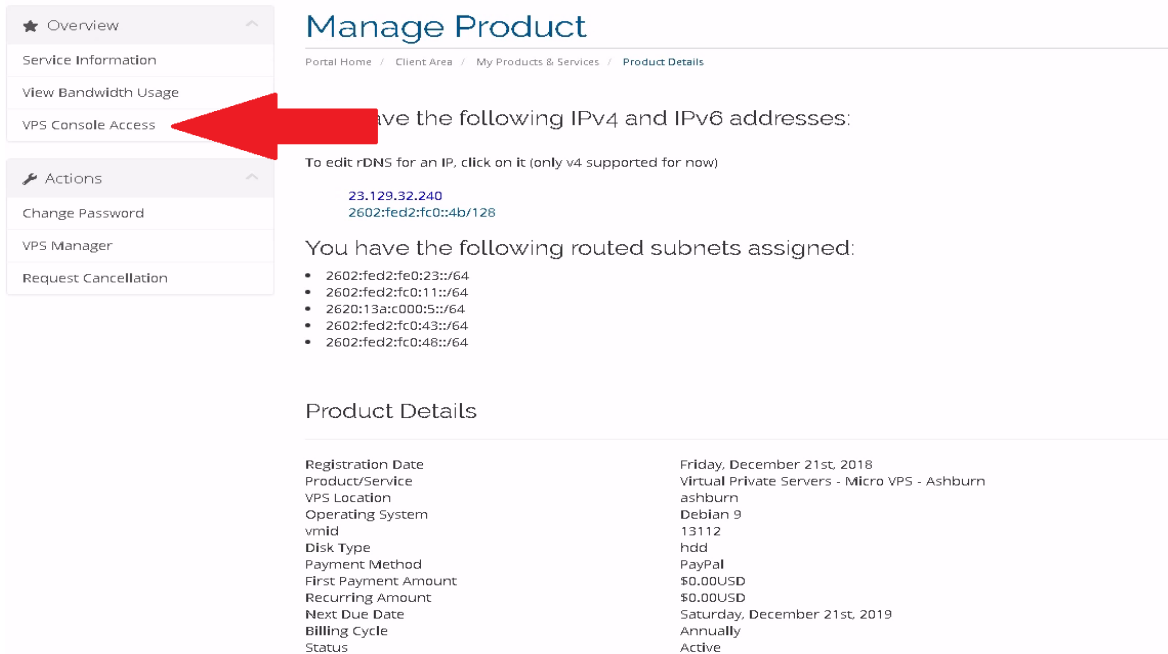 Overview
Service Information
View Bandwidth Usage
VPS Console Access
Actions
Change Password
VPS Manager
Request Cancellation
Manage Product
Portal Home / Client Area / My Products & Services / Product Details
ave the following IPv4 and IPv6 addresses:
To edit rDNS for an IP, click on it (only v4 supported for now)
23.129.32.240
2602:fed2:fc0::4b/128
You have the following routed subnets assigned:
• 2602:fed2:fe0:23::/64
• 2602:fed2:fc0:11::/64
• 2620:13a:c000:5::/64
• 2602:fed2:fc0:43::/64
• 2602:fed2:fc0:48::/64
Product Details
Registration Date Friday, December 21st, 2018
Product/Service Virtual Private Servers - Micro VPS - Ashburn
VPS Location ashburn
Operating System Debian 9
vmid 13112
Disk Type hdd
Payment Method PayPal
First Payment Amount $0.00USD
Recurring Amount $0.00USD
Next Due Date Saturday, December 21st, 2019
Billing Cycle Annually
Status Active